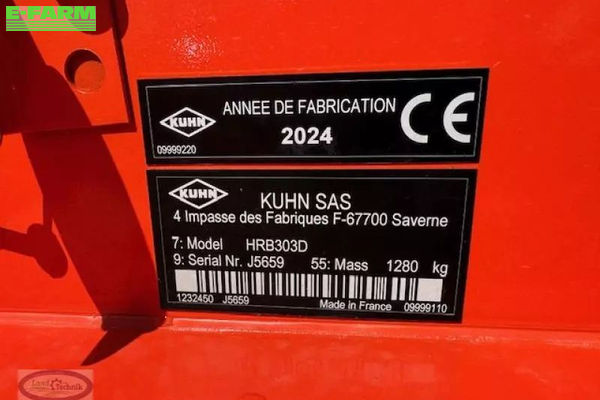 E-FARM
KUHN
ANNEE DE FABRICATION
2024
CE
09999220
KUHN
KUHN SAS
4 Impasse des Fabriques F-67700 Saverne
7: Model HRB303D
9: Serial Nr. J5659 55: Mass 1280 kg
1232450 J5659 Made in France 09999110
Landtechnik